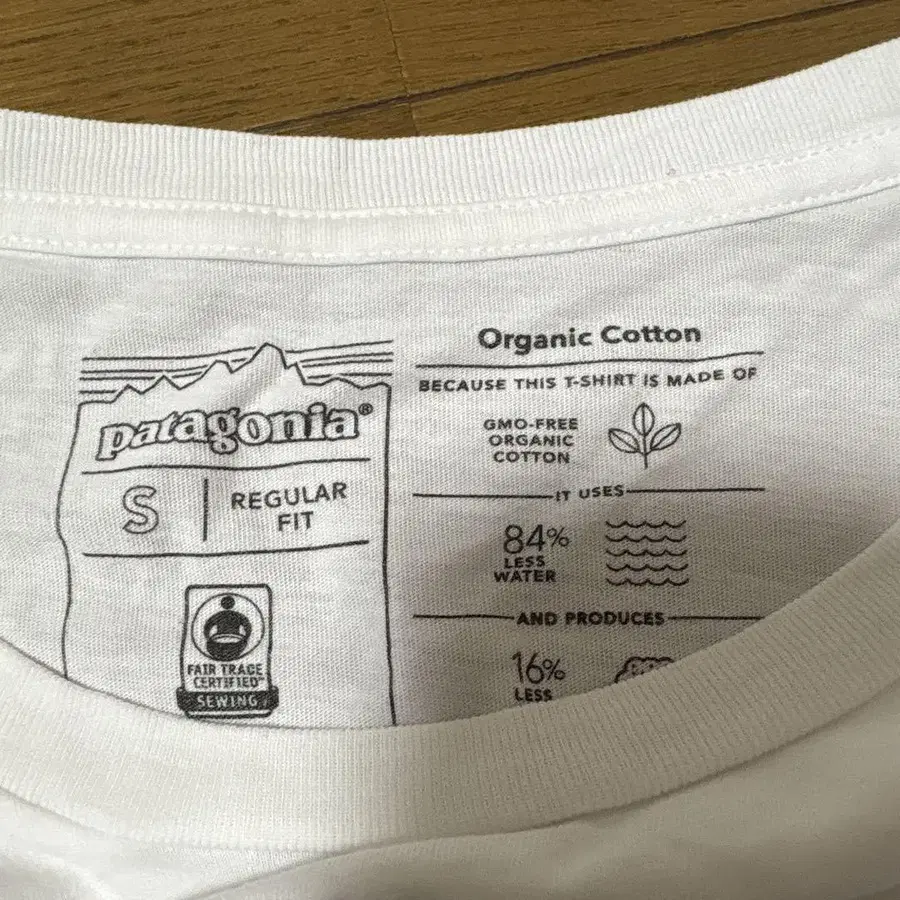 patagonia®
S
REGULAR
FIT
FAIR TRADE
CERTIFIED™
SEWING
Organic Cotton
BECAUSE THIS T-SHIRT IS MADE OF
GMO-FREE
ORGANIC
COTTON
IT USES
84%
LESS
WATER
AND PRODUCES
16%
LESS